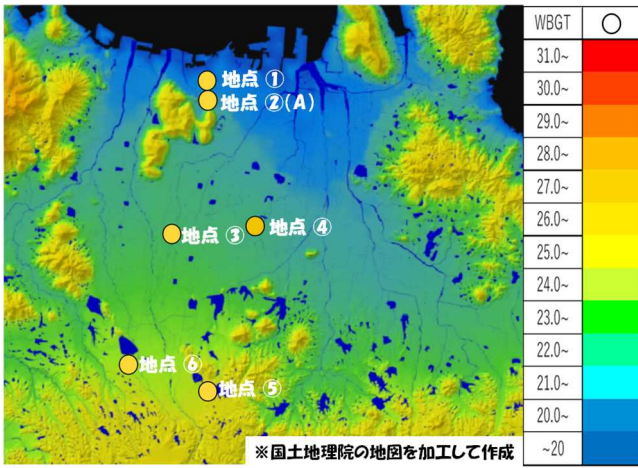 地点 ①
地点 ②(A)
地点 ③
地点 ④
地点 ⑥
地点 ⑤
※国土地理院の地図を加工して作成
WBGT
31.0~
30.0~
29.0~
28.0~
27.0~
26.0~
25.0~
24.0~
23.0~
22.0~
21.0~
20.0~
~20